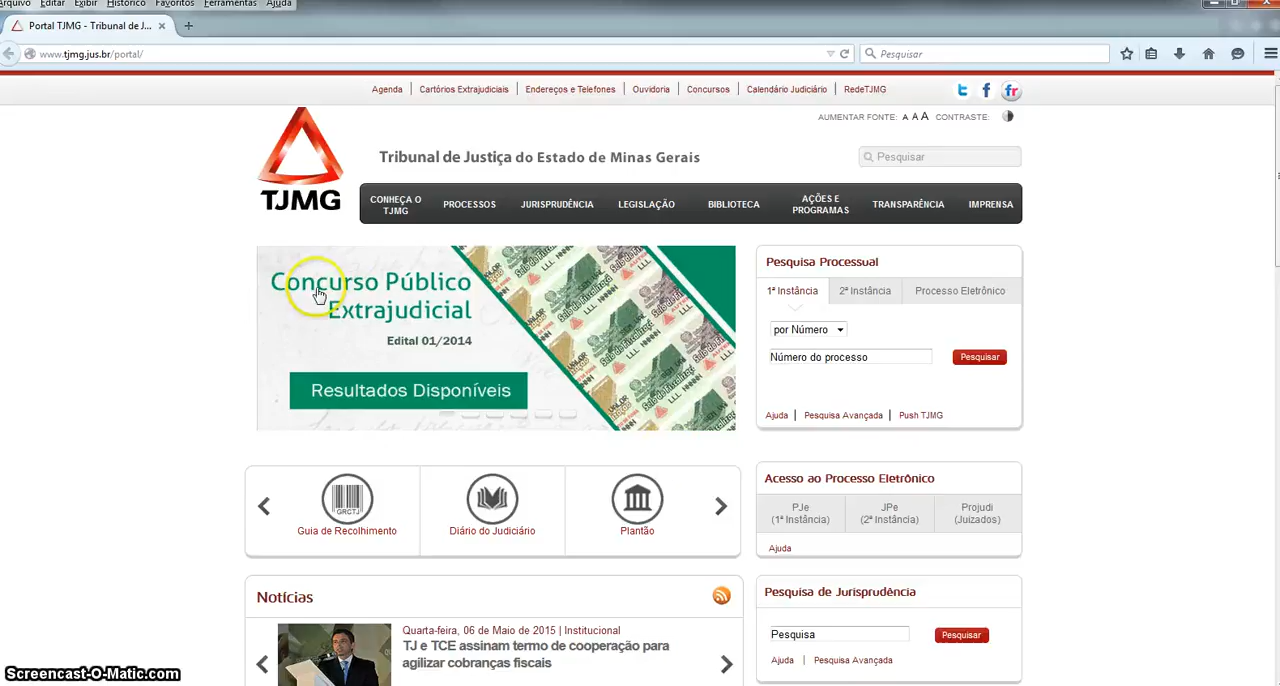 Arquivo Editar Exibir Histórico Favoritos Ferramentas Ajuda
Portal TJMG - Tribunal de J...
www.tjmg.jus.br/portal/
Pesquisar
Agenda | Cartórios Extrajudiciais | Endereços e Telefones | Ouvidoria | Concursos | Calendário Judiciário | RedeTJMG
AUMENTAR FONTE: A A A CONTRASTE:
TJMG
Tribunal de Justiça do Estado de Minas Gerais
Pesquisar
CONHEÇA O TJMG
PROCESSOS
JURISPRUDÊNCIA
LEGISLAÇÃO
BIBLIOTECA
AÇÕES E PROGRAMAS
TRANSPARÊNCIA
IMPRENSA
Concurso Público
Extrajudicial
Edital 01/2014
Resultados Disponíveis
Pesquisa Processual
1ª Instância 2ª Instância Processo Eletrônico
por Número
Número do processo Pesquisar
Ajuda | Pesquisa Avançada | Push TJMG
GRCTJ
Guia de Recolhimento
Diário do Judiciário
Plantão
Acesso ao Processo Eletrônico
PJe
(1ª Instância)
JPe
(2ª Instância)
Projudi
(Juizados)
Ajuda
Notícias
Quarta-feira, 06 de Maio de 2015 | Institucional
TJ e TCE assinam termo de cooperação para
agilizar cobranças fiscais
Pesquisa de Jurisprudência
Pesquisa Pesquisar
Ajuda | Pesquisa Avançada
Screencast-O-Matic.com